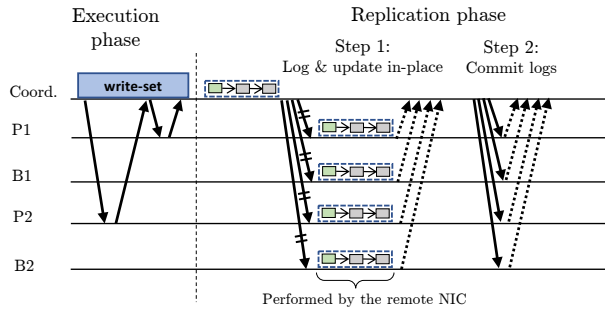 Execution
phase
Replication phase
Step 1:
Log & update in-place
Step 2:
Commit logs
Coord.
write-set
P1
B1
P2
B2
Performed by the remote NIC